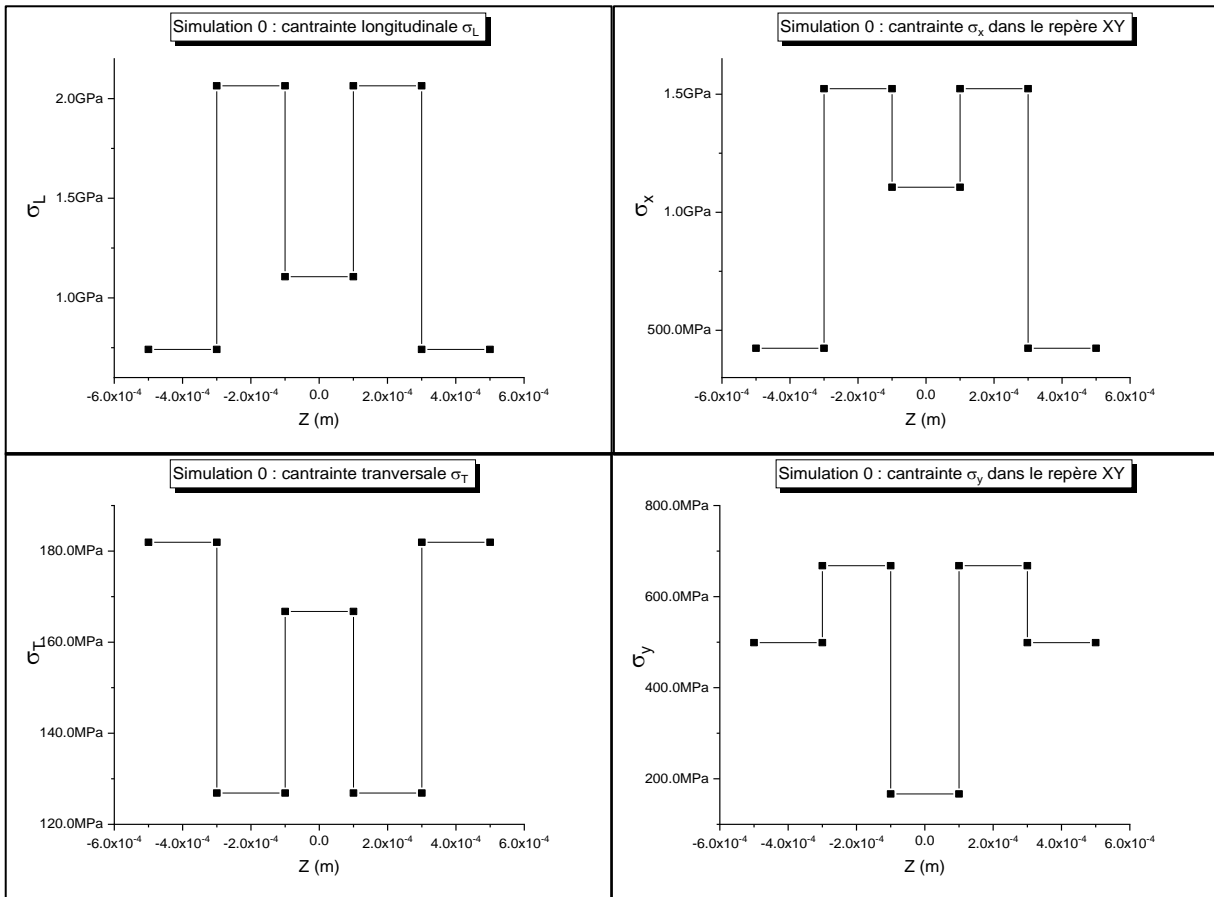 Simulation 0 : cantrainte longitudinale σL
2.0GPa
1.5GPa
1.0GPa
σL
-6.0x10-4 -4.0x10-4 -2.0x10-4 0.0 2.0x10-4 4.0x10-4 6.0x10-4
Z (m)
Simulation 0 : cantrainte σx dans le repère XY
1.5GPa
1.0GPa
500.0MPa
σx
-6.0x10-4 -4.0x10-4 -2.0x10-4 0.0 2.0x10-4 4.0x10-4 6.0x10-4
Z (m)
Simulation 0 : cantrainte tranversale σT
180.0MPa
160.0MPa
140.0MPa
120.0MPa
σT
-6.0x10-4 -4.0x10-4 -2.0x10-4 0.0 2.0x10-4 4.0x10-4 6.0x10-4
Z (m)
Simulation 0 : cantrainte σy dans le repère XY
800.0MPa
600.0MPa
400.0MPa
200.0MPa
σy
-6.0x10-4 -4.0x10-4 -2.0x10-4 0.0 2.0x10-4 4.0x10-4 6.0x10-4
Z (m)